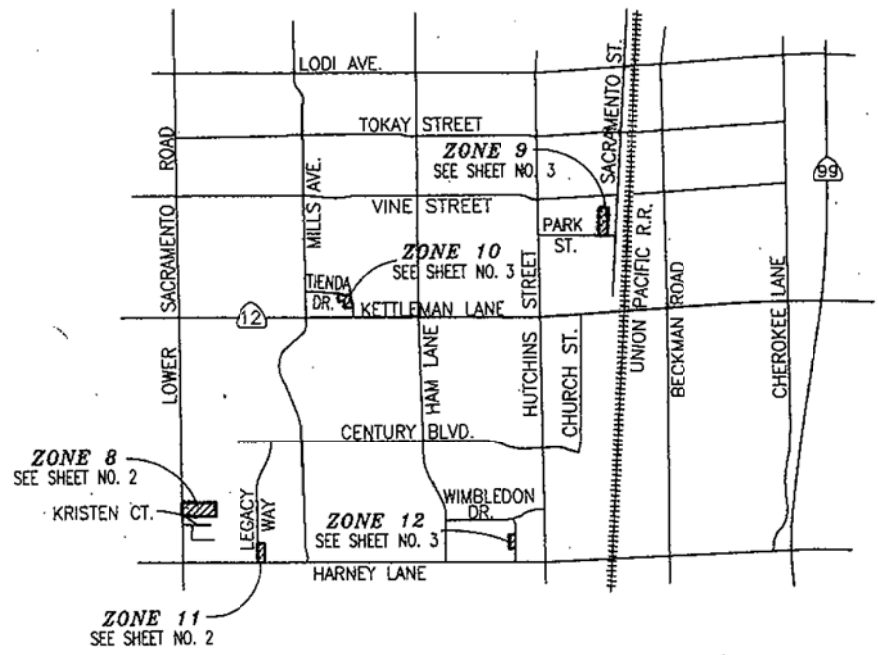 LODI AVE.
SACRAMENTO ST.
TOKAY STREET
ZONE 9
SEE SHEET NO. 3
99
LOWER SACRAMENTO ROAD
MILLS AVE.
VINE STREET
PARK
ST.
ZONE 10
SEE SHEET NO. 3
TIENDA
DR.
KETTLEMAN LANE
12
HAM LANE
HUTCHINS STREET
CHURCH ST.
UNION PACIFIC R.R.
BECKMAN ROAD
CHEROKEE LANE
CENTURY BLVD.
ZONE 8
SEE SHEET NO. 2
KRISTEN CT.
LEGACY
WAY
WIMBLEDON
DR.
ZONE 12
SEE SHEET NO. 3
HARNEY LANE
ZONE 11
SEE SHEET NO. 2